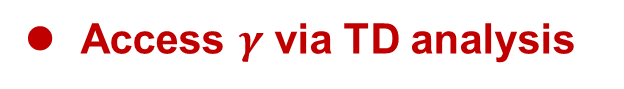 ● Access 𝜸 via TD analysis